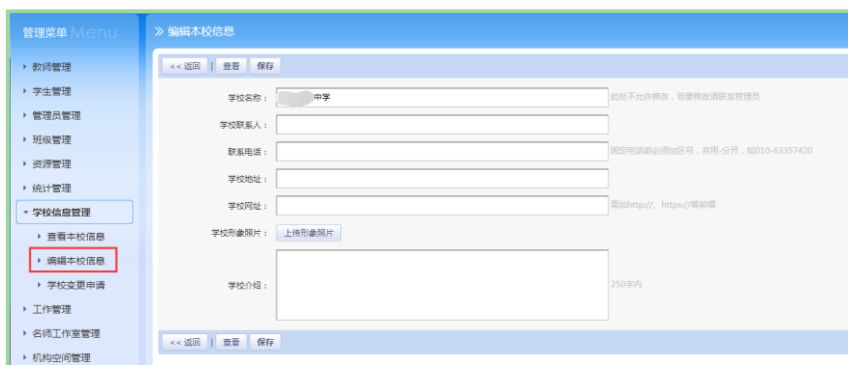 管理菜单 Menu
>> 编辑本校信息
教师管理
学生管理
管理员管理
班级管理
资源管理
统计管理
学校信息管理
查看本校信息
编辑本校信息
学校变更申请
工作管理
名师工作室管理
机构空间管理
<< 返回 | 查看 保存
学校名称： 中学 此处不允许修改，若要修改请联系管理员
学校联系人：
联系电话： 固定电话前必须加区号，并用-分开，如010-63357420
学校地址：
学校网址： 需加http://、https://等前缀
学校形象照片： 上传形象照片
学校介绍： 250字内
<< 返回 | 查看 保存